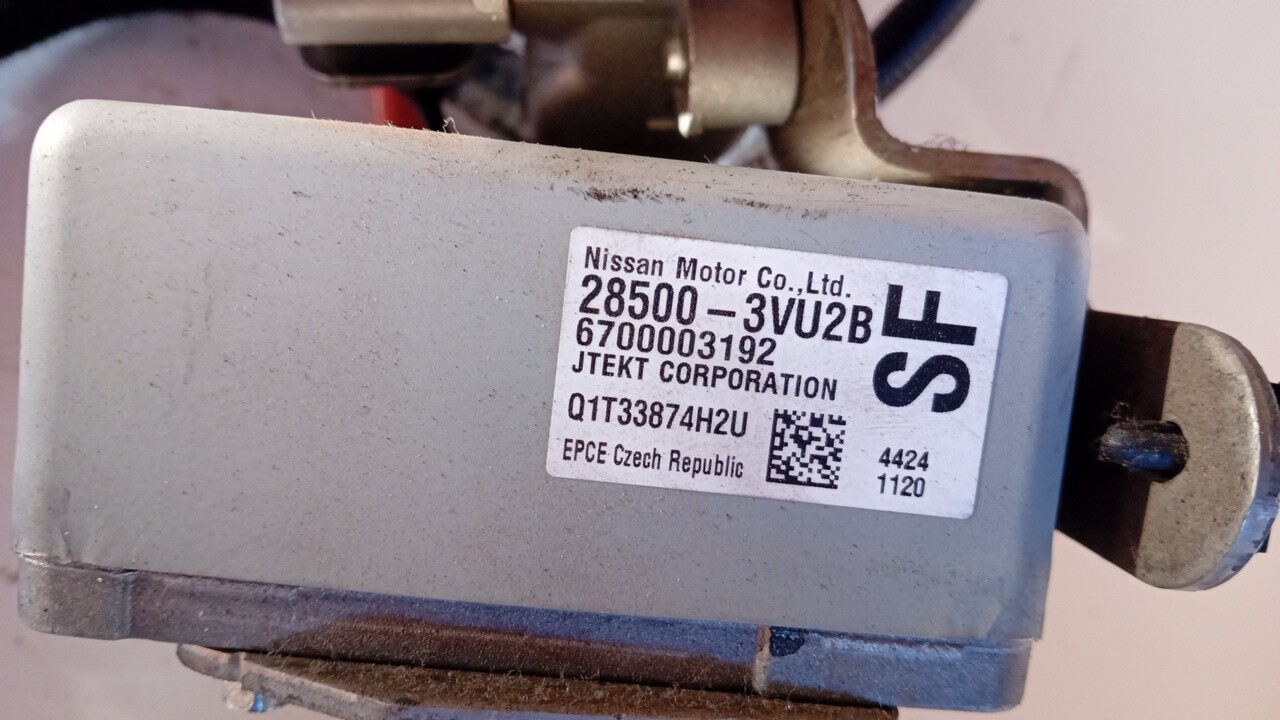 Nissan Motor Co.,Ltd.
28500-3VU2B
6700003192
JTEKT CORPORATION
SF
Q1T33874H2U
EPCE Czech Republic
4424
1120